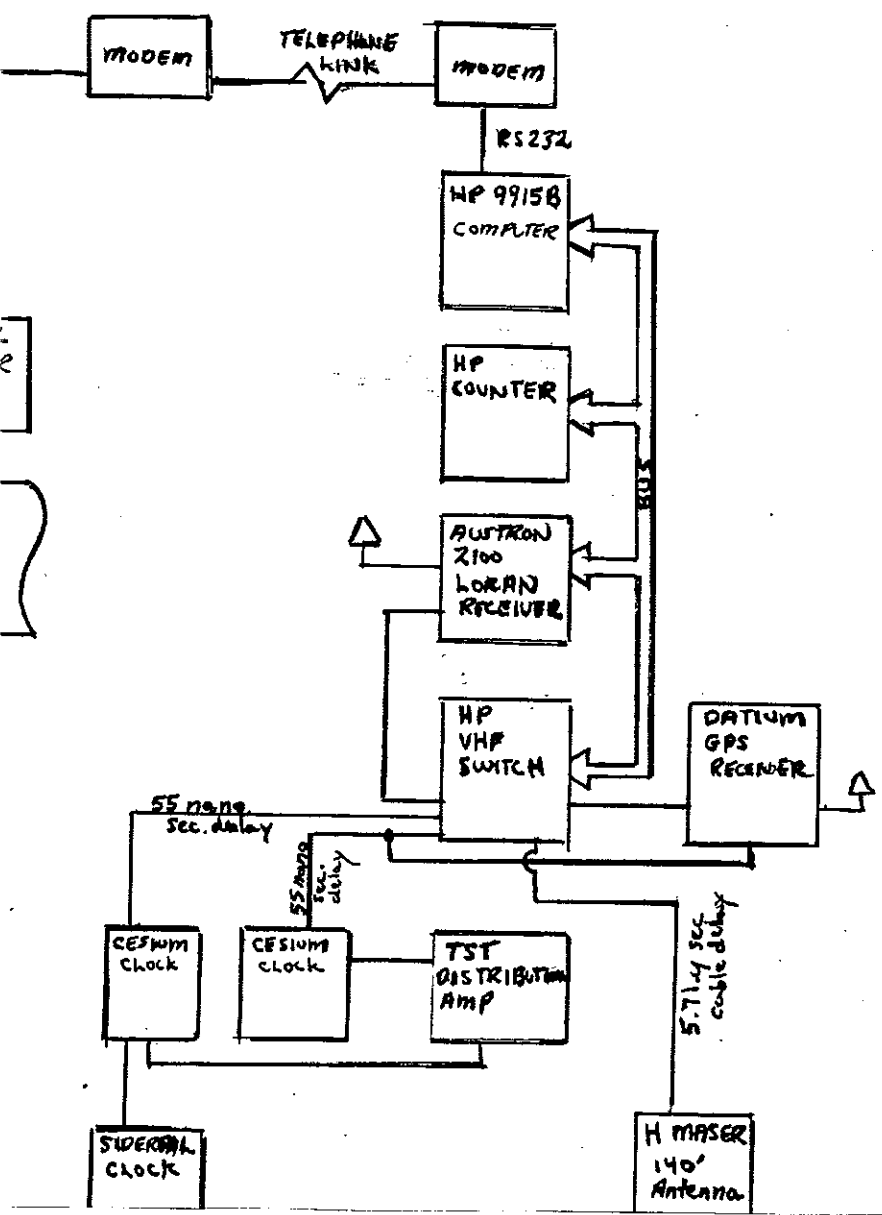 MODEM
TELEPHONE
LINK
MODEM
RS232
HP 9915B
COMPUTER
HP
COUNTER
BUS
AUSTRON
2100
LORAN
RECEIVER
HP
VHF
SWITCH
DATIUM
GPS
RECEIVER
55 nano
sec. delay
55 nano
sec.
delay
CESIUM
CLOCK
CESIUM
CLOCK
TST
DISTRIBUTION
AMP
5.71 μ sec
cable delay
SIDEREAL
CLOCK
H MASER
140'
Antenna